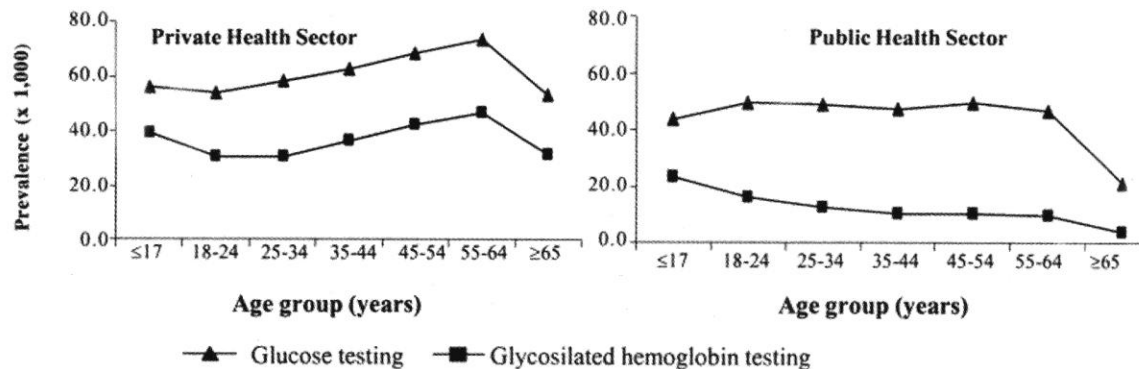 Prevalence (x 1,000)
80.0
60.0
40.0
20.0
0.0
Private Health Sector
≤17 18-24 25-34 35-44 45-54 55-64 ≥65
Age group (years)
80.0
60.0
40.0
20.0
0.0
Public Health Sector
≤17 18-24 25-34 35-44 45-54 55-64 ≥65
Age group (years)
Glucose testing Glycosilated hemoglobin testing